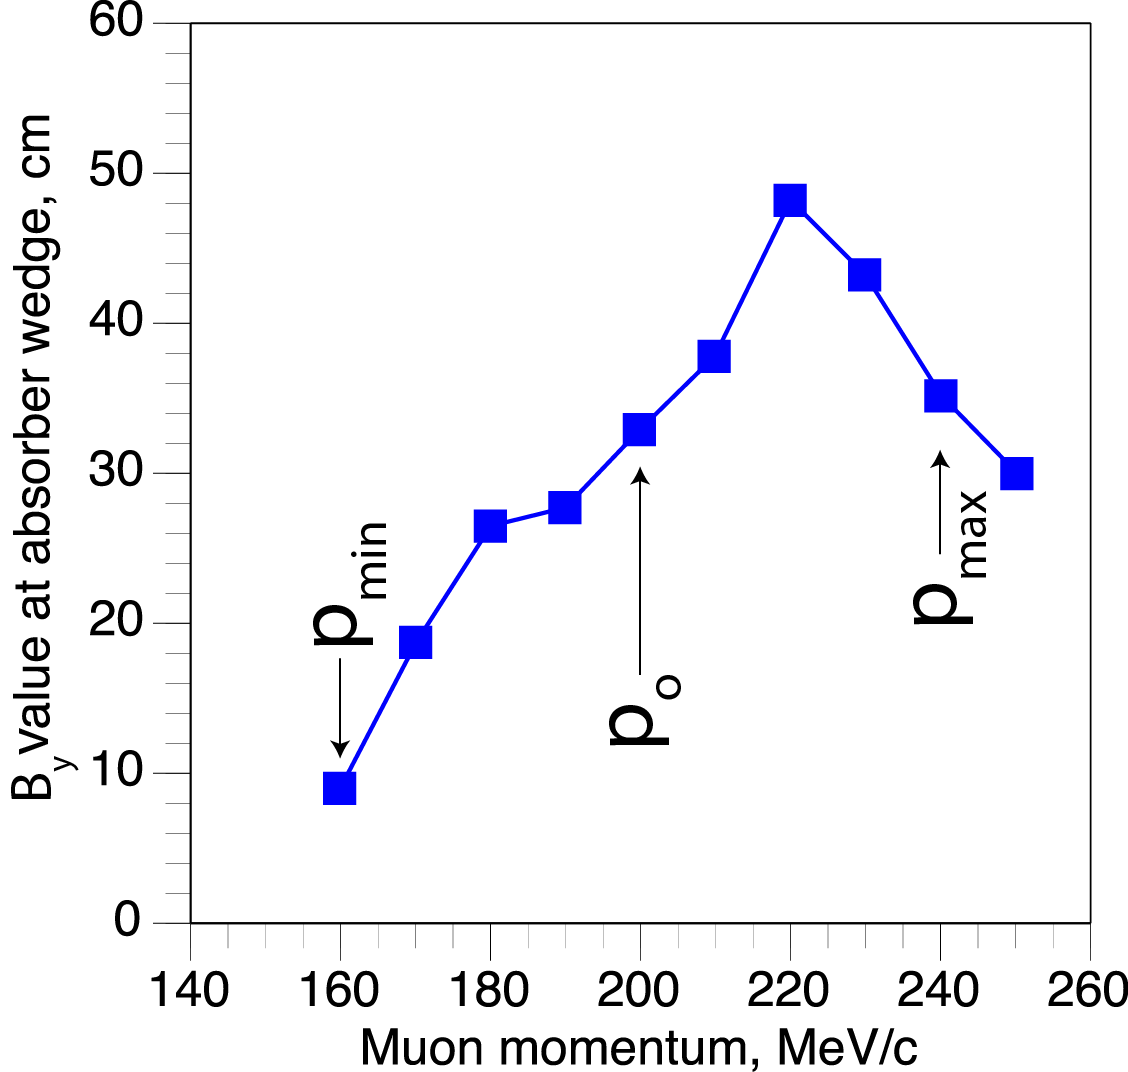 60
50
40
30
20
10
0
B_y value at absorber wedge, cm
p_min
p_o
p_max
140 160 180 200 220 240 260
Muon momentum, MeV/c